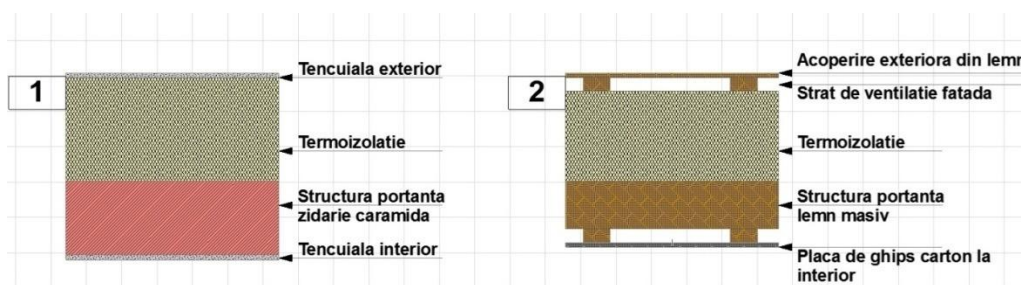 1
Tencuiala exterior
Termoizolatie
Structura portanta
zidarie caramida
Tencuiala interior
2
Acoperire exteriora din lemn
Strat de ventilatie fatada
Termoizolatie
Structura portanta
lemn masiv
Placa de ghips carton la
interior